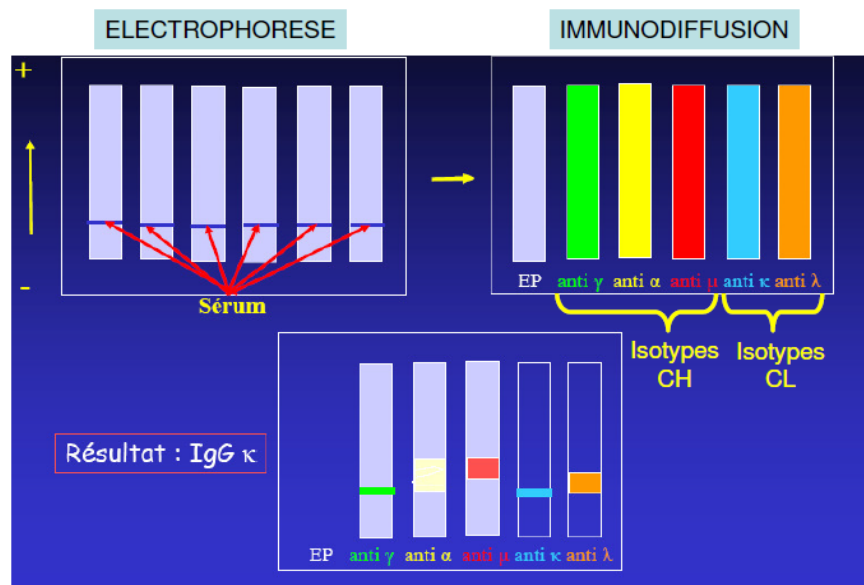 ELECTROPHORESE
IMMUNODIFFUSION
+
-
Sérum
EP anti γ anti α anti μ anti κ anti λ
Isotypes
CH
Isotypes
CL
Résultat : IgG κ
EP anti γ anti α anti μ anti κ anti λ